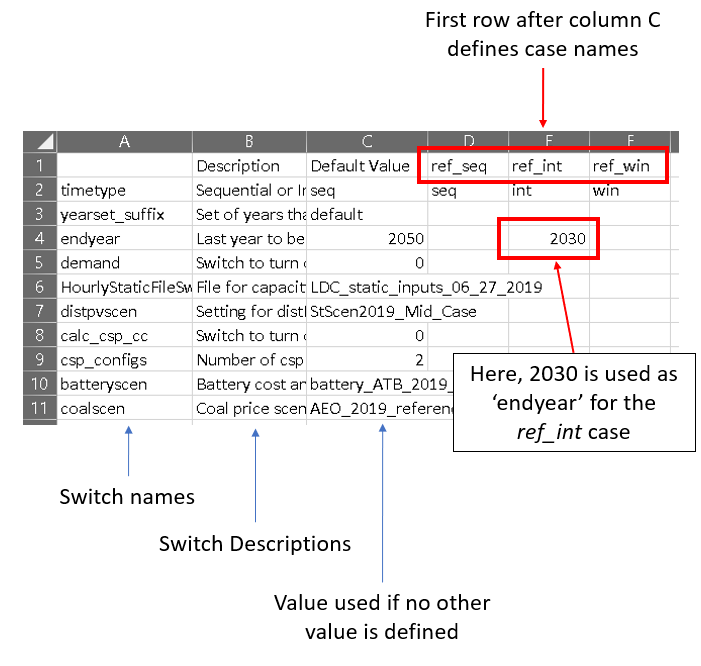 First row after column C
defines case names
A B C D E F
1 Description Default Value ref_seq ref_int ref_win
2 timetype Sequential or In seq seq int win
3 yearset_suffix Set of years tha default
4 endyear Last year to be 2050 2030
5 demand Switch to turn 0
6 HourlyStaticFileSw File for capacit LDC_static_inputs_06_27_2019
7 distpvscen Setting for distl StScen2019_Mid_Case
8 calc_csp_cc Switch to turn 0
9 csp_configs Number of csp 2
10 batteryscen Battery cost an battery_ATB_2019_
11 coalscen Coal price scen AEO_2019_referenc
Here, 2030 is used as
‘endyear’ for the
ref_int case
Switch names
Switch Descriptions
Value used if no other
value is defined